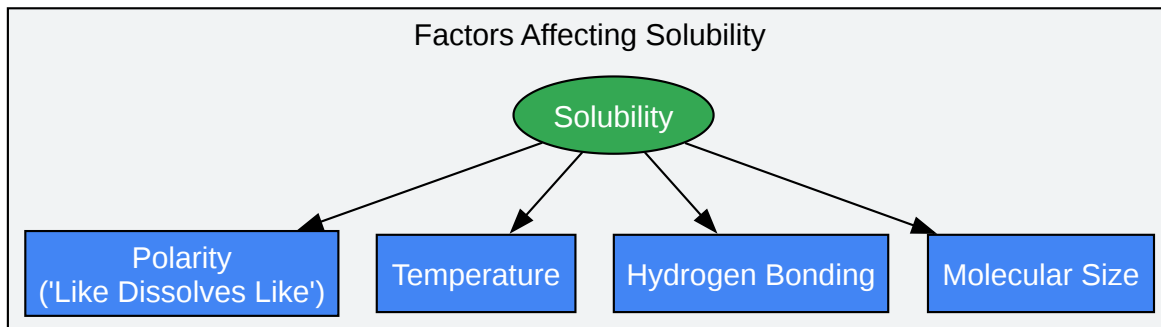 Factors Affecting Solubility
Solubility
Polarity
('Like Dissolves Like')
Temperature
Hydrogen Bonding
Molecular Size